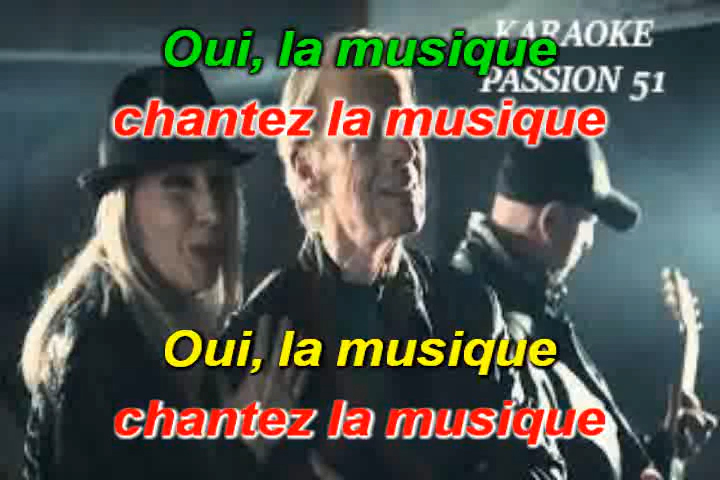 Oui, la musique
KARAOKE
PASSION 51
chantez la musique
Oui, la musique
chantez la musique